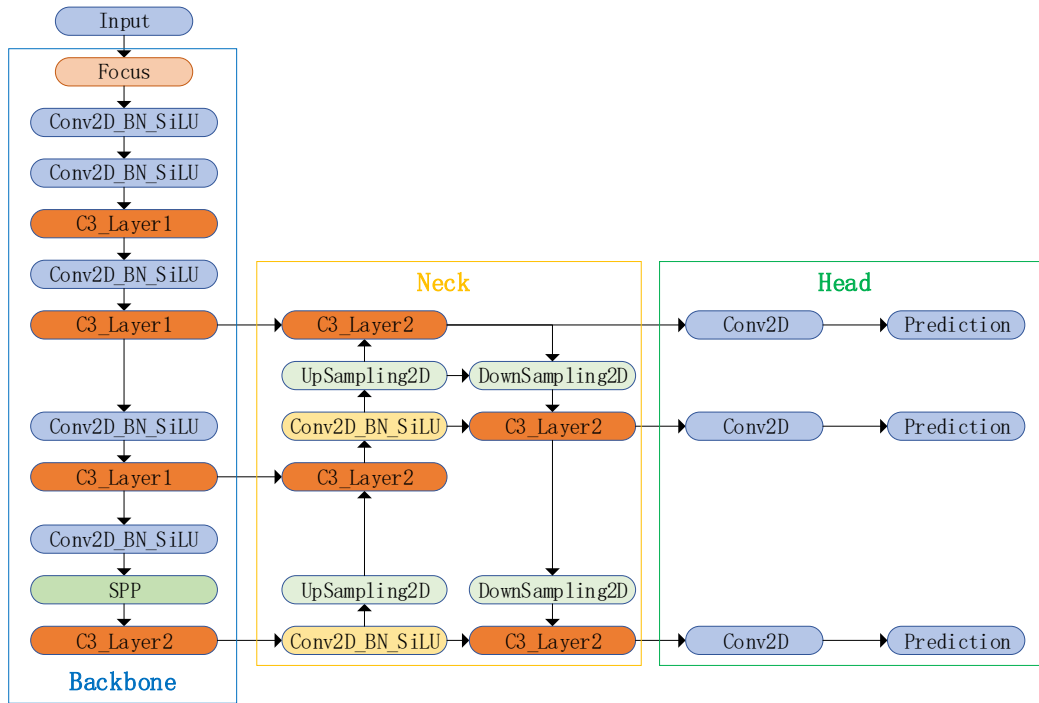 Input
Focus
Conv2D_BN_SiLU
Conv2D_BN_SiLU
C3_Layer1
Conv2D_BN_SiLU
C3_Layer1
Conv2D_BN_SiLU
C3_Layer1
Conv2D_BN_SiLU
SPP
C3_Layer2
Backbone
Neck
C3_Layer2
UpSampling2D
DownSampling2D
Conv2D_BN_SiLU
C3_Layer2
C3_Layer2
UpSampling2D
DownSampling2D
Conv2D_BN_SiLU
C3_Layer2
Head
Conv2D
Prediction
Conv2D
Prediction
Conv2D
Prediction